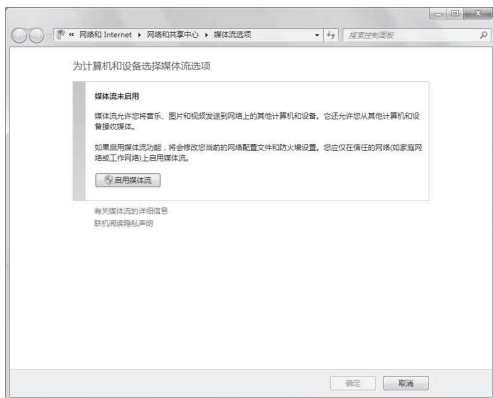 « 网络和 Internet ▸ 网络和共享中心 ▸ 媒体流选项
搜索控制面板
为计算机和设备选择媒体流选项
媒体流未启用
媒体流允许您将音乐、图片和视频发送到网络上的其他计算机和设备。它还允许您从其他计算机和设
备接收媒体。
如果启用媒体流功能，将会修改您当前的网络配置文件和防火墙设置。您应仅在信任的网络(如家庭网
络或工作网络)上启用媒体流。
启用媒体流
有关媒体流的详细信息
联机阅读隐私声明
确定
取消